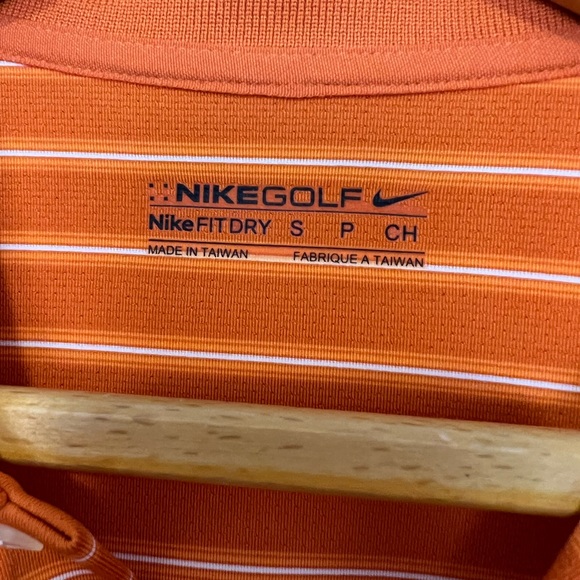 NIKEGOLF
NikeFITDRY S P CH
MADE IN TAIWAN FABRIQUE A TAIWAN